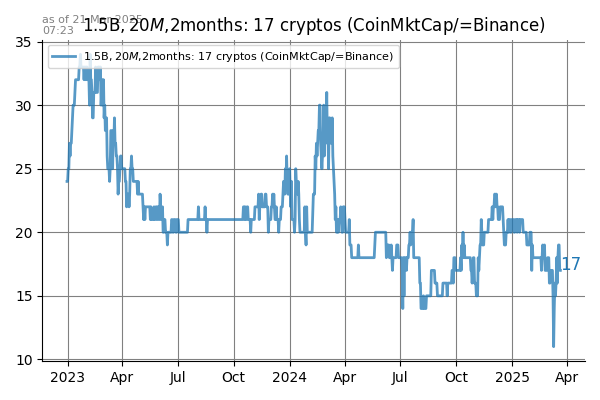 as of 21 Mar 2025
07:23
1.5B, 20M,2months: 17 cryptos (CoinMktCap/=Binance)
1.5B, 20M,2months: 17 cryptos (CoinMktCap/=Binance)
35
30
25
20
15
10
17
2023 Apr Jul Oct 2024 Apr Jul Oct 2025 Apr